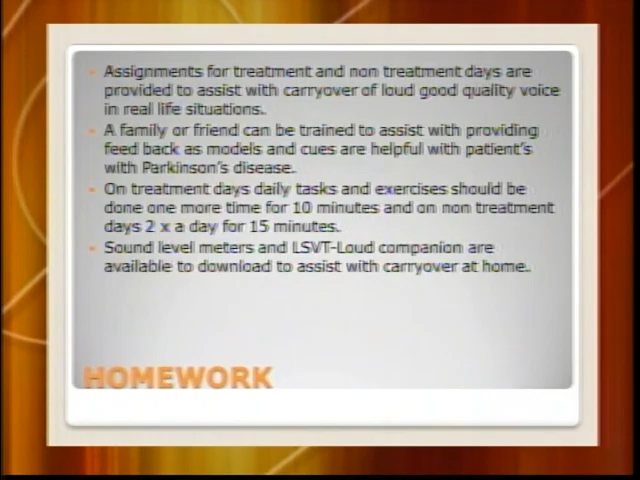 Assignments for treatment and non treatment days are
provided to assist with carryover of loud good quality voice
in real life situations.
A family or friend can be trained to assist with providing
feed back as models and cues are helpful with patient's
with Parkinson's disease.
On treatment days daily tasks and exercises should be
done one more time for 10 minutes and on non treatment
days 2 x a day for 15 minutes.
Sound level meters and LSVT-Loud companion are
available to download to assist with carryover at home.
HOMEWORK